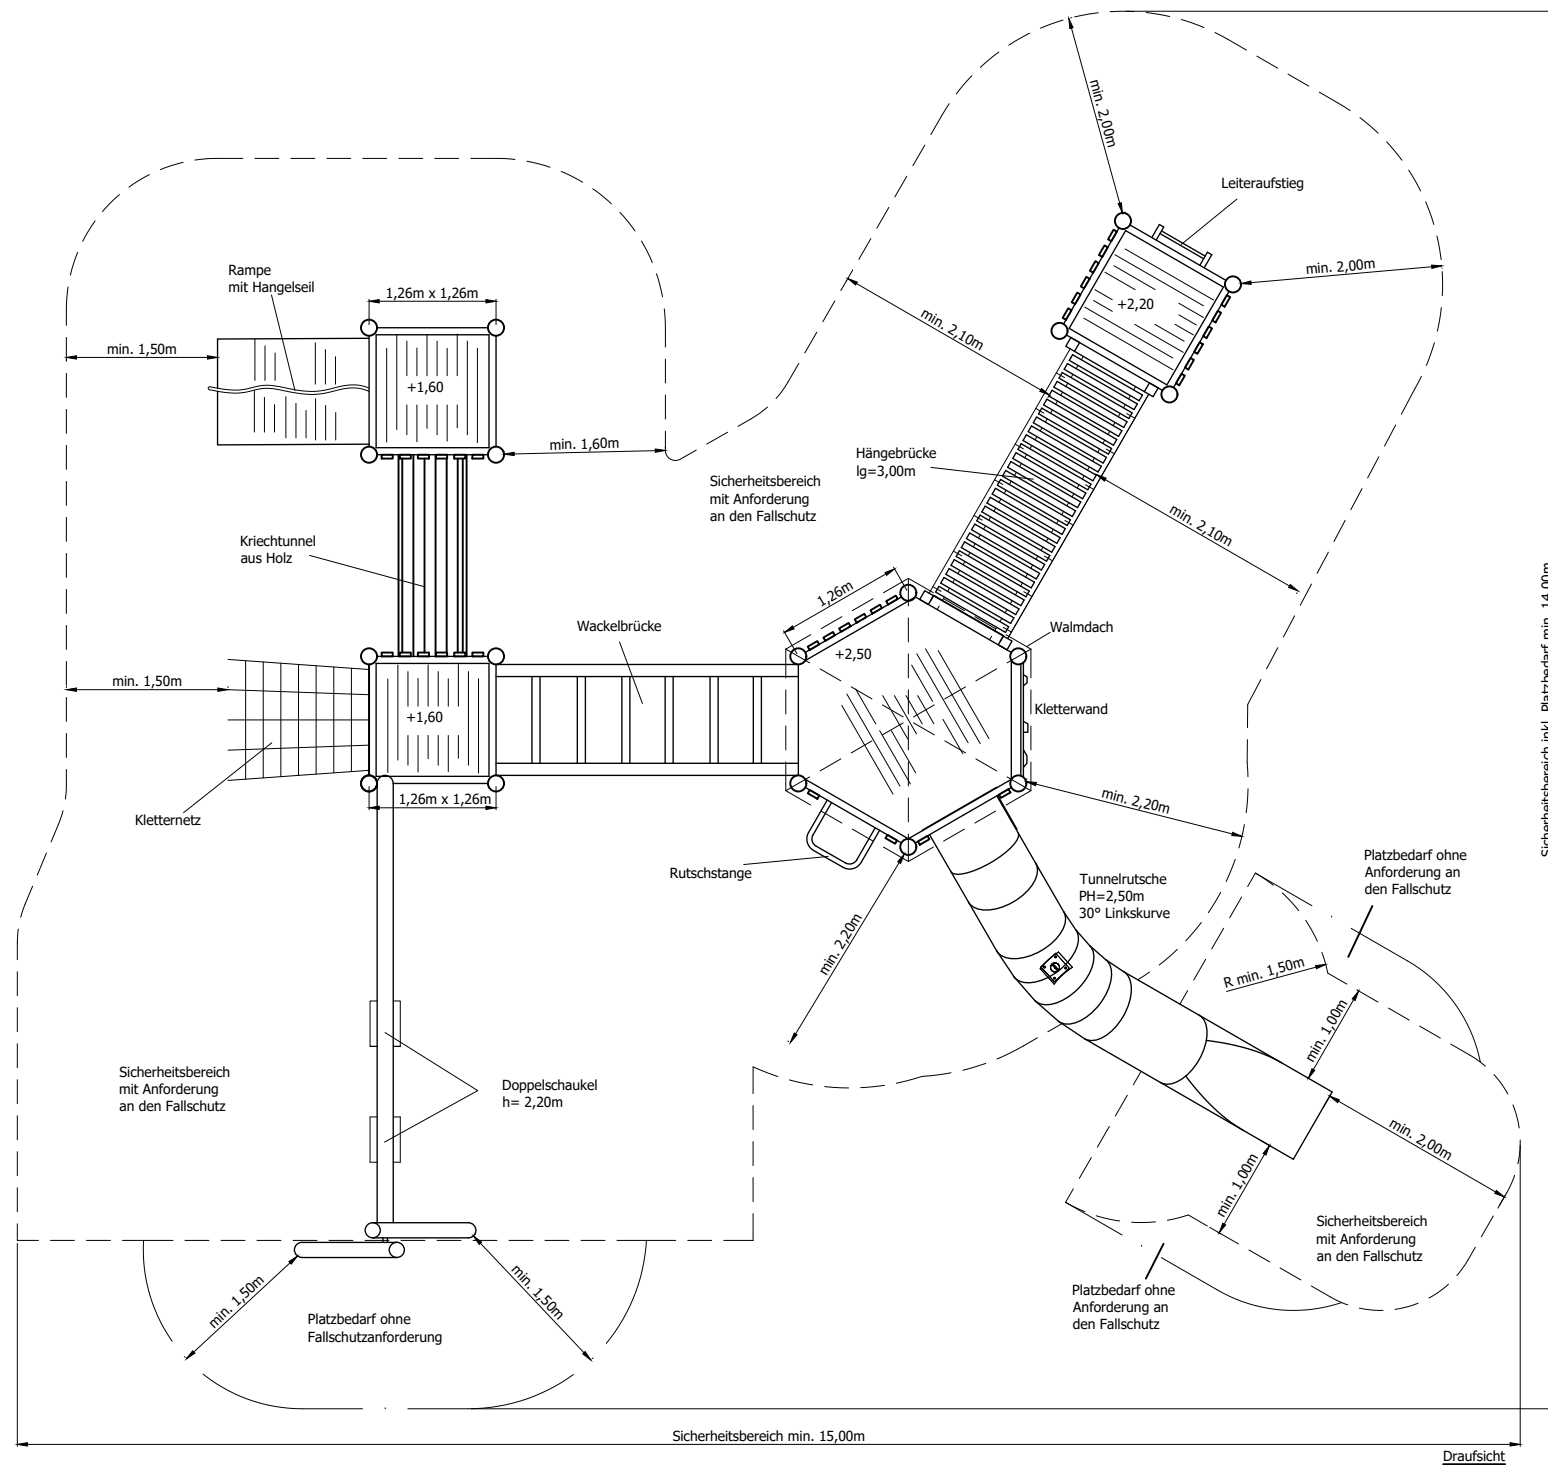 min. 2,00m
Leiteraufstieg
min. 2,00m
+2,20
Rampe
mit Hangelseil
1,26m x 1,26m
min. 1,50m
+1,60
min. 2,10m
min. 1,60m
Hängebrücke
lg=3,00m
Sicherheitsbereich
mit Anforderung
an den Fallschutz
min. 2,10m
Kriechtunnel
aus Holz
1,26m
Wackelbrücke
Walmdach
+2,50
min. 1,50m
+1,60
Kletterwand
1,26m x 1,26m
min. 2,20m
Kletternetz
Rutschstange
Tunnelrutsche
PH=2,50m
30° Linkskurve
Platzbedarf ohne
Anforderung an
den Fallschutz
min. 2,20m
R min. 1,50m
min. 1,00m
Sicherheitsbereich
mit Anforderung
an den Fallschutz
Doppelschaukel
h= 2,20m
min. 2,00m
min. 1,00m
Sicherheitsbereich
mit Anforderung
an den Fallschutz
min. 1,50m
min. 1,50m
Platzbedarf ohne
Fallschutzanforderung
Platzbedarf ohne
Anforderung an
den Fallschutz
Sicherheitsbereich inkl. Platzbedarf min. 14,00m
Sicherheitsbereich min. 15,00m
Draufsicht